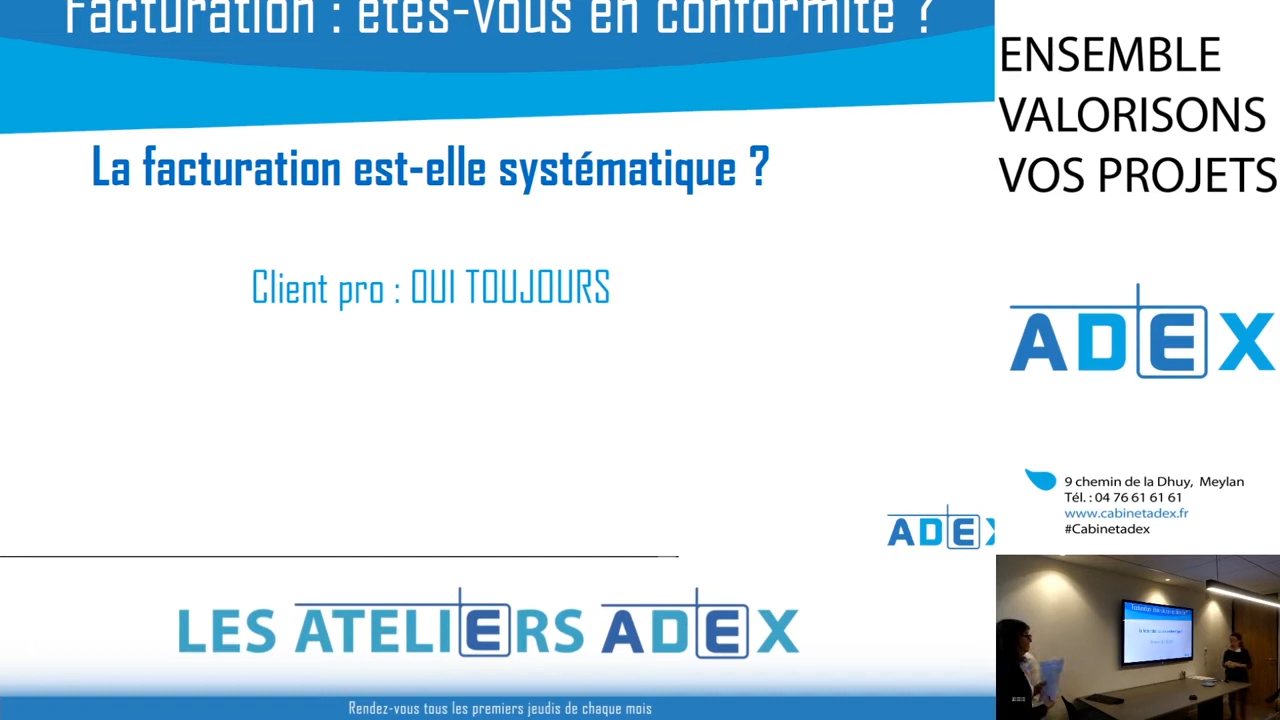 Facturation : êtes-vous en conformité ?
La facturation est-elle systématique ?
Client pro : OUI TOUJOURS
ADEX
LES ATELIERS ADEX
Rendez-vous tous les premiers jeudis de chaque mois
ENSEMBLE
VALORISONS
VOS PROJETS
ADEX
9 chemin de la Dhuy, Meylan
Tél. : 04 76 61 61 61
www.cabinetadex.fr
#Cabinetadex